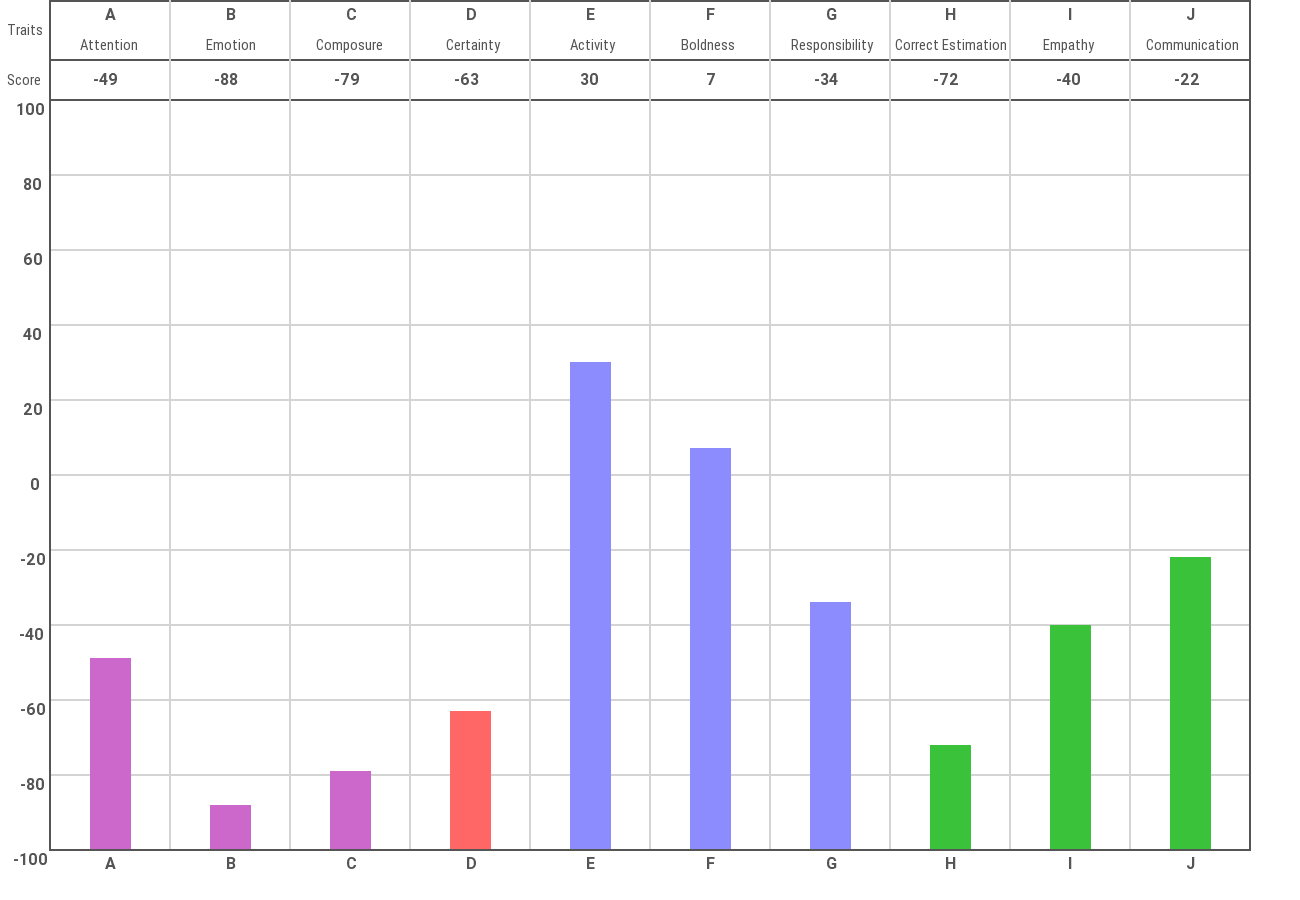 A B C D E F G H I J
Traits
Attention Emotion Composure Certainty Activity Boldness Responsibility Correct Estimation Empathy Communication
Score -49 -88 -79 -63 30 7 -34 -72 -40 -22
100
80
60
40
20
0
-20
-40
-60
-80
-100
A B C D E F G H I J